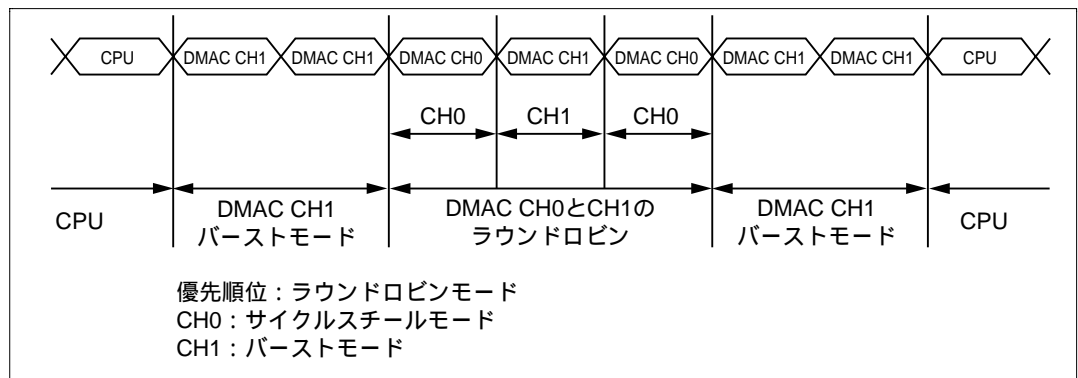 CPU DMAC CH1 DMAC CH1 DMAC CH0 DMAC CH1 DMAC CH0 DMAC CH1 DMAC CH1 CPU
CH0 CH1 CH0
CPU
DMAC CH1
バーストモード
DMAC CH0とCH1の
ラウンドロビン
DMAC CH1
バーストモード
CPU
優先順位：ラウンドロビンモード
CH0：サイクルスチールモード
CH1：バーストモード